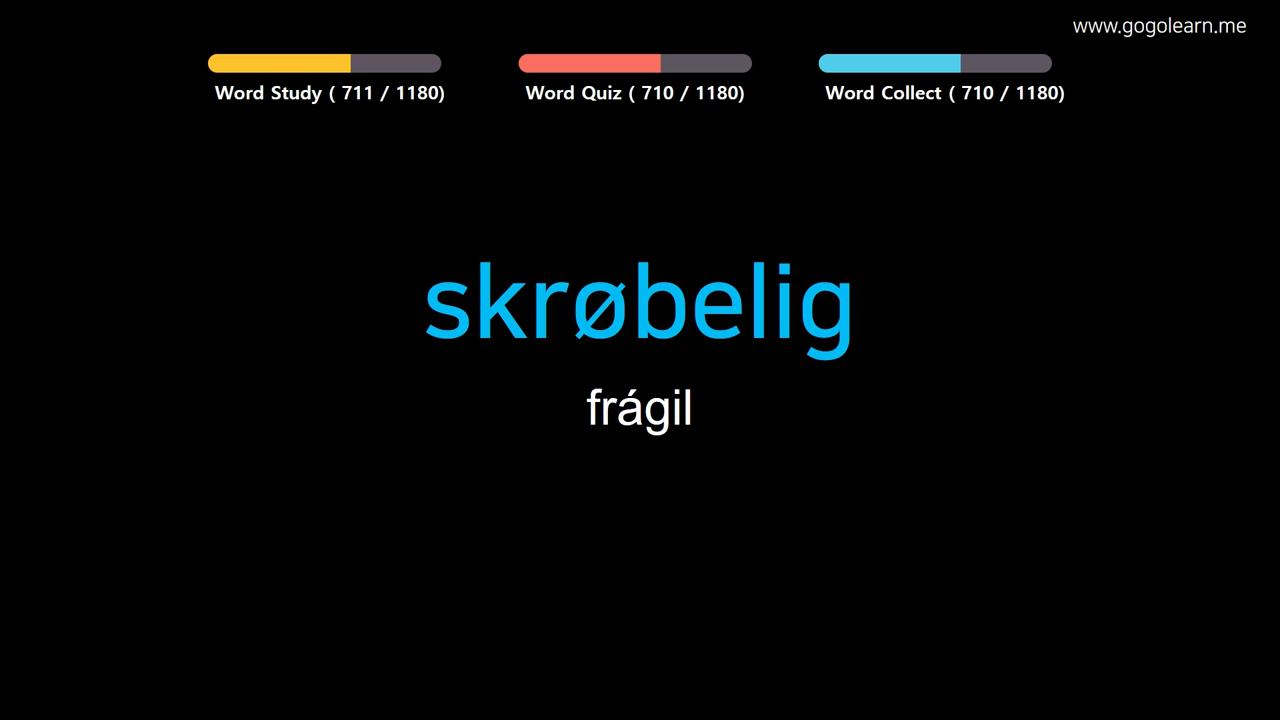 www.gogolearn.me
Word Study ( 711 / 1180)
Word Quiz ( 710 / 1180)
Word Collect ( 710 / 1180)
skrøbelig
frágil